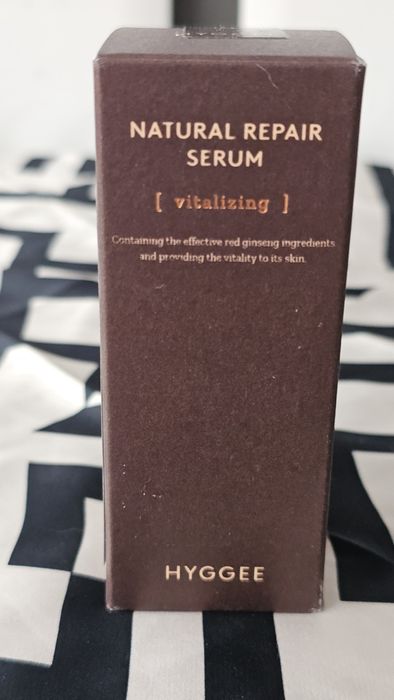 NATURAL REPAIR
SERUM
[ vitalizing ]
Containing the effective red ginseng ingredients
and providing the vitality to its skin.
HYGGEE